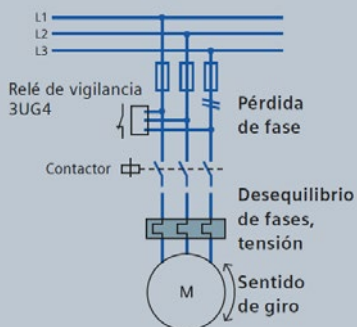 L1
L2
L3
Relé de vigilancia
3UG4
Pérdida
de fase
Contactor
Desequilibrio
de fases,
tensión
M
Sentido
de giro